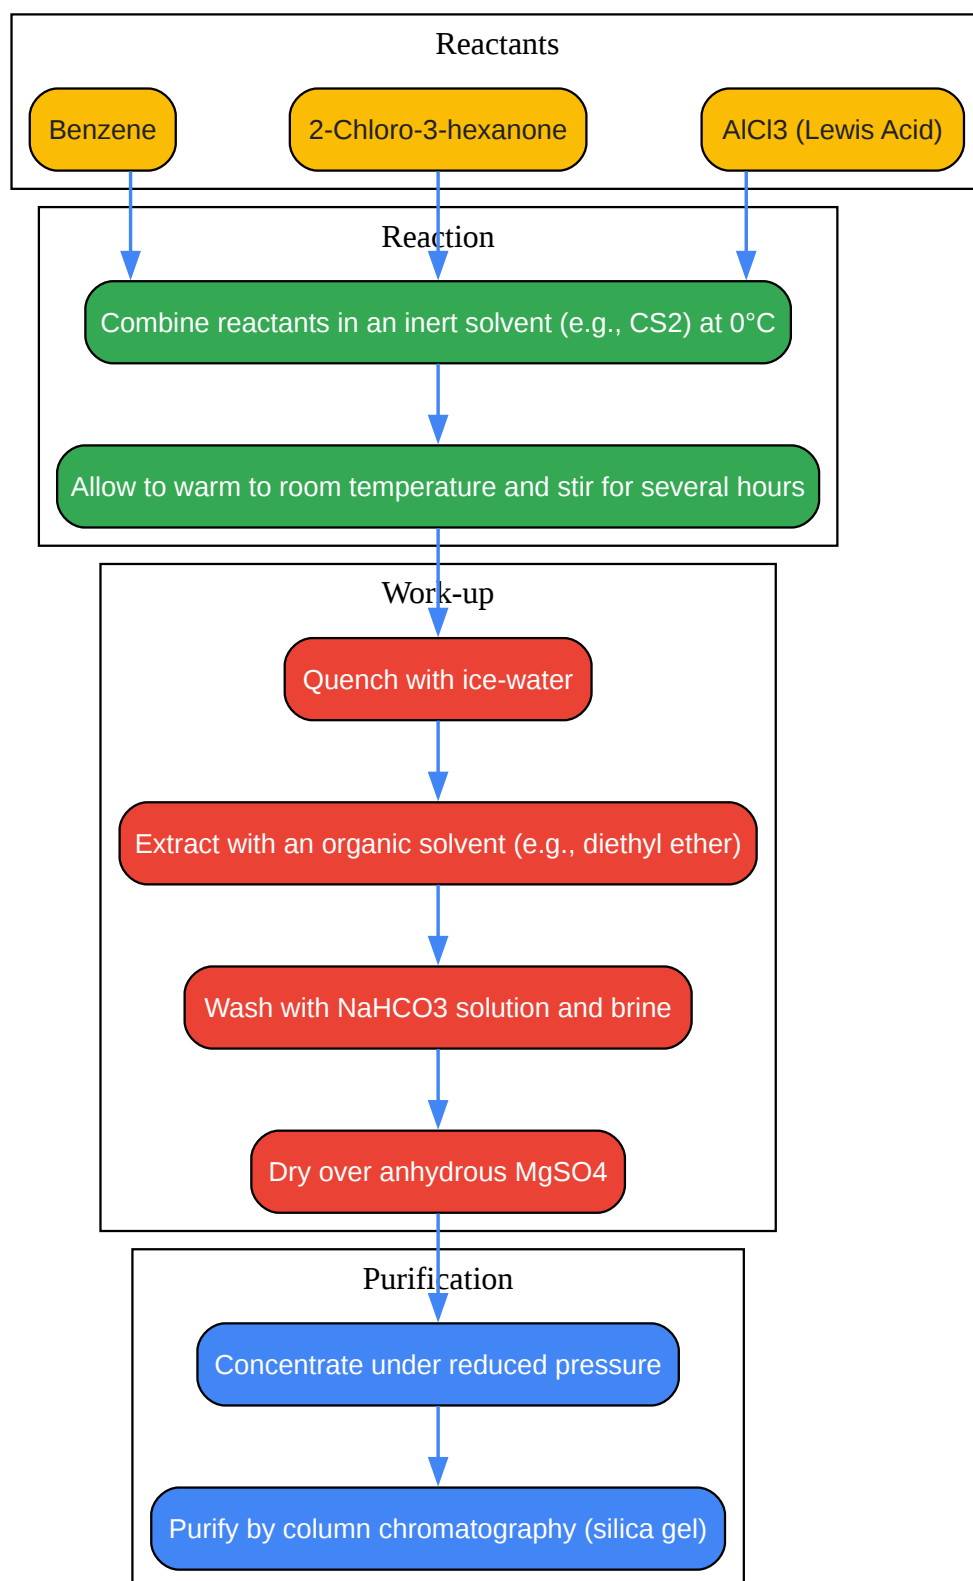 Reactants
Benzene
2-Chloro-3-hexanone
AlCl3 (Lewis Acid)
Reaction
Combine reactants in an inert solvent (e.g., CS2) at 0°C
Allow to warm to room temperature and stir for several hours
Work-up
Quench with ice-water
Extract with an organic solvent (e.g., diethyl ether)
Wash with NaHCO3 solution and brine
Dry over anhydrous MgSO4
Purification
Concentrate under reduced pressure
Purify by column chromatography (silica gel)